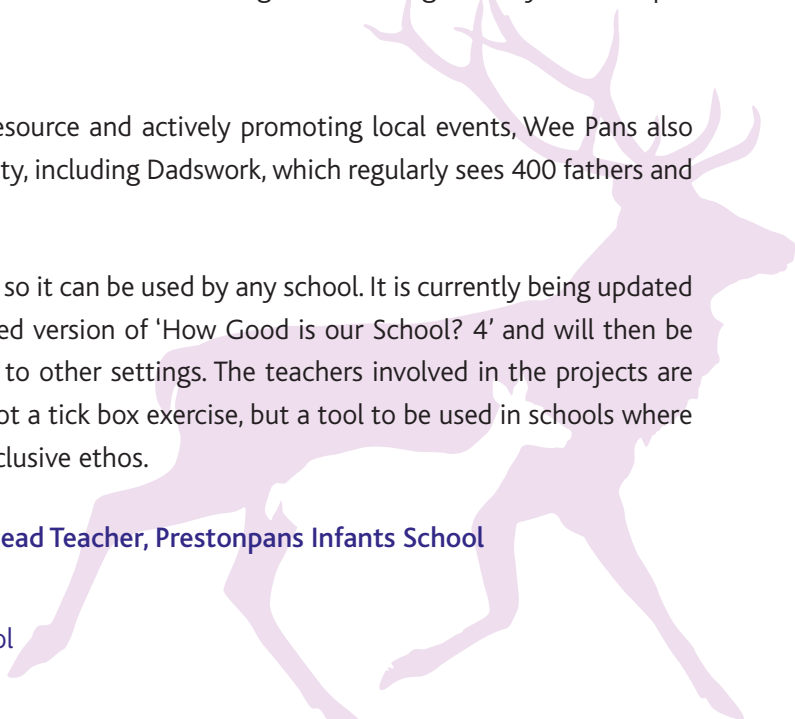 esource and actively promoting local events, Wee Pans also
ty, including Dadswork, which regularly sees 400 fathers and
so it can be used by any school. It is currently being updated
ed version of ‘How Good is our School? 4’ and will then be
to other settings. The teachers involved in the projects are
ot a tick box exercise, but a tool to be used in schools where
clusive ethos.
ead Teacher, Prestonpans Infants School
ol